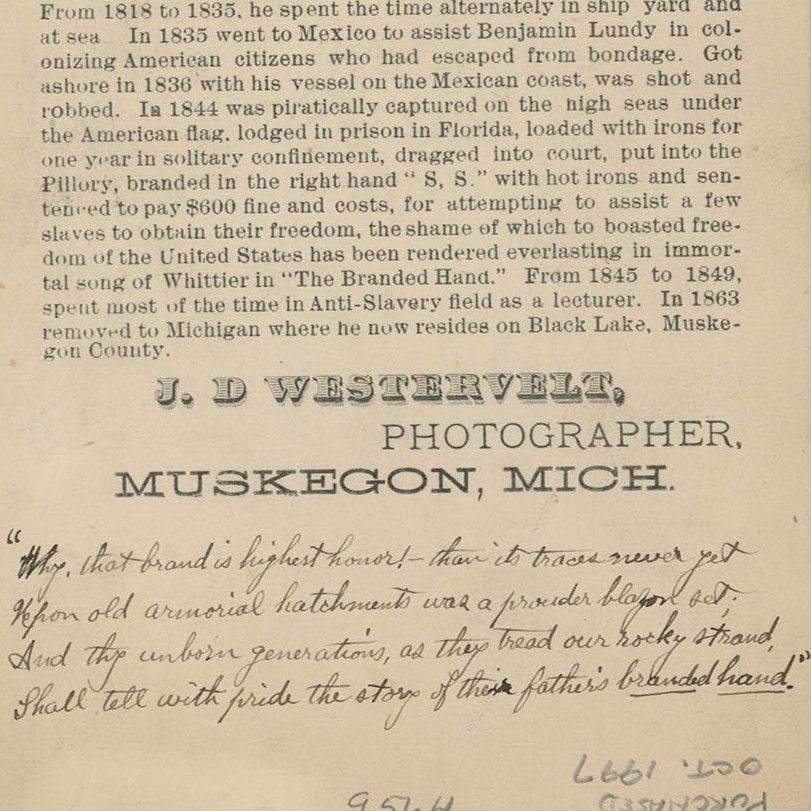 From 1818 to 1835, he spent the time alternately in ship yard and
at sea In 1835 went to Mexico to assist Benjamin Lundy in col-
onizing American citizens who had escaped from bondage. Got
ashore in 1836 with his vessel on the Mexican coast, was shot and
robbed. In 1844 was piratically captured on the high seas under
the American flag, lodged in prison in Florida, loaded with irons for
one year in solitary confinement, dragged into court, put into the
Pillory, branded in the right hand " S, S." with hot irons and sen-
tenced to pay $600 fine and costs, for attempting to assist a few
slaves to obtain their freedom, the shame of which to boasted free-
dom of the United States has been rendered everlasting in immor-
tal song of Whittier in "The Branded Hand." From 1845 to 1849,
spent most of the time in Anti-Slavery field as a lecturer. In 1863
removed to Michigan where he now resides on Black Lake, Muske-
gon County.
J. D WESTERVELT,
PHOTOGRAPHER,
MUSKEGON, MICH.
"Why, that brand is highest honor!—than its traces never yet
Upon old armorial hatchments was a prouder blazon set;
And thy unborn generations, as they tread our rocky strand,
Shall tell with pride the story of their father's branded hand."
OCT. 1997
PURCHASED